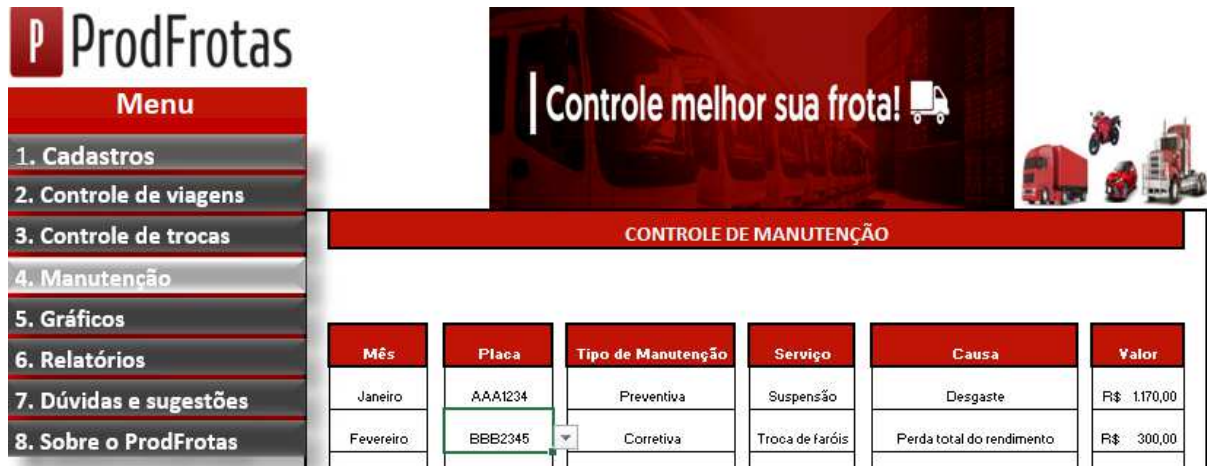 P ProdFrotas
Controle melhor sua frota!
Menu
1. Cadastros
2. Controle de viagens
3. Controle de trocas
4. Manutenção
5. Gráficos
6. Relatórios
7. Dúvidas e sugestões
8. Sobre o ProdFrotas
CONTROLE DE MANUTENÇÃO
Mês Placa Tipo de Manutenção Serviço Causa Valor
Janeiro AAA1234 Preventiva Suspensão Desgaste R$ 1.170,00
Fevereiro BBB2345 Corretiva Troca de faróis Perda total do rendimento R$ 300,00